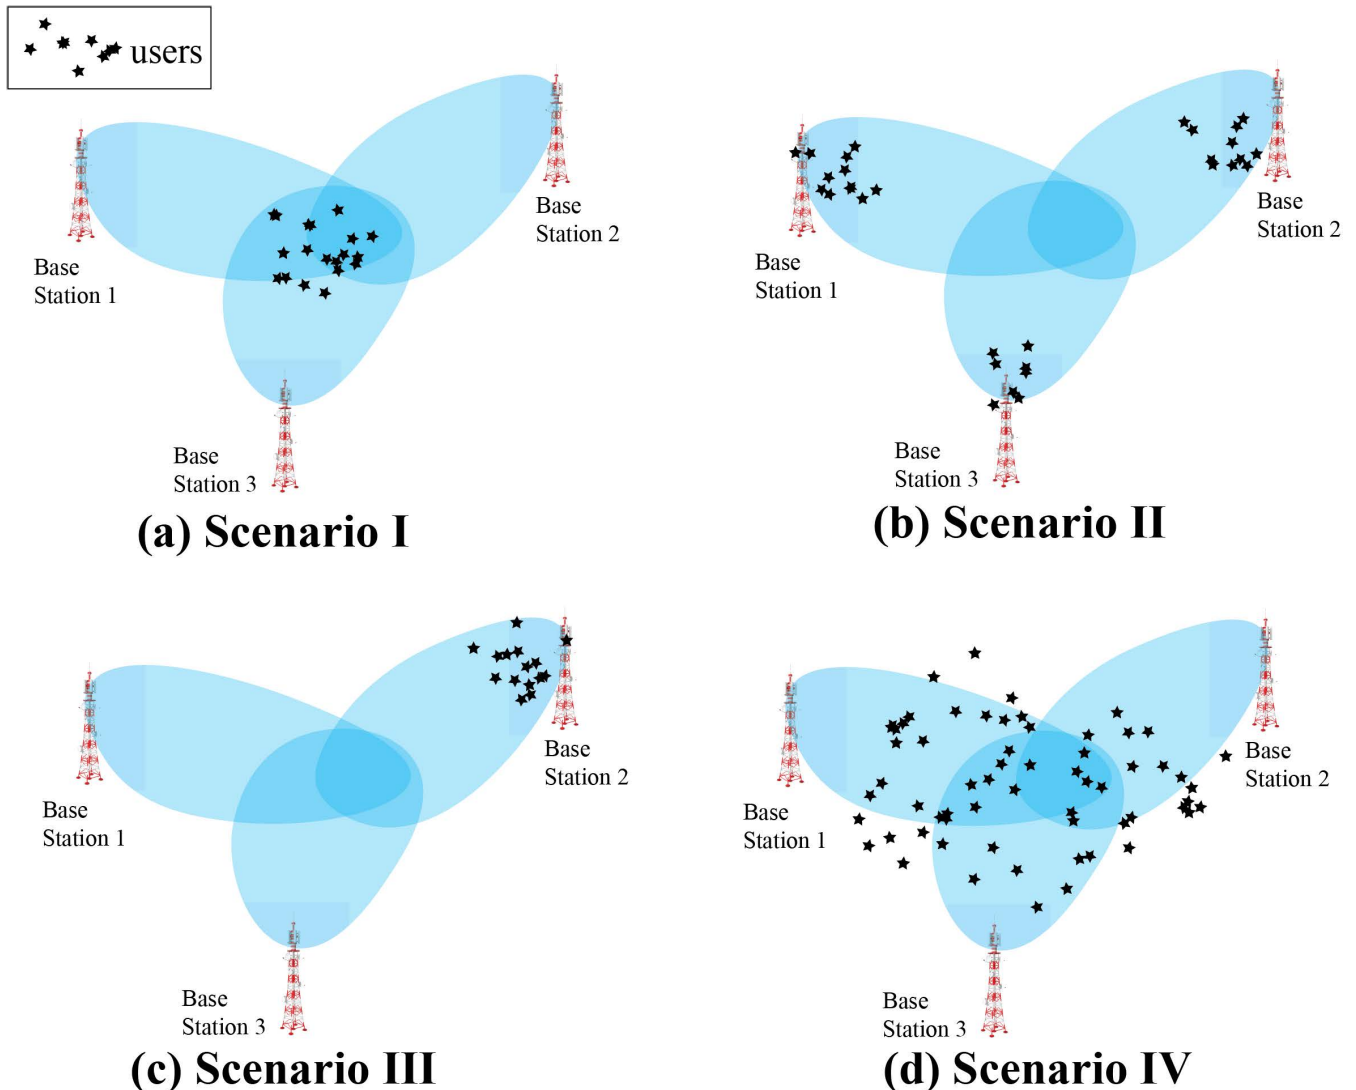 users
Base
Station 1
Base
Station 2
Base
Station 3
(a) Scenario I
Base
Station 1
Base
Station 2
Base
Station 3
(b) Scenario II
Base
Station 1
Base
Station 2
Base
Station 3
(c) Scenario III
Base
Station 1
Base
Station 2
Base
Station 3
(d) Scenario IV